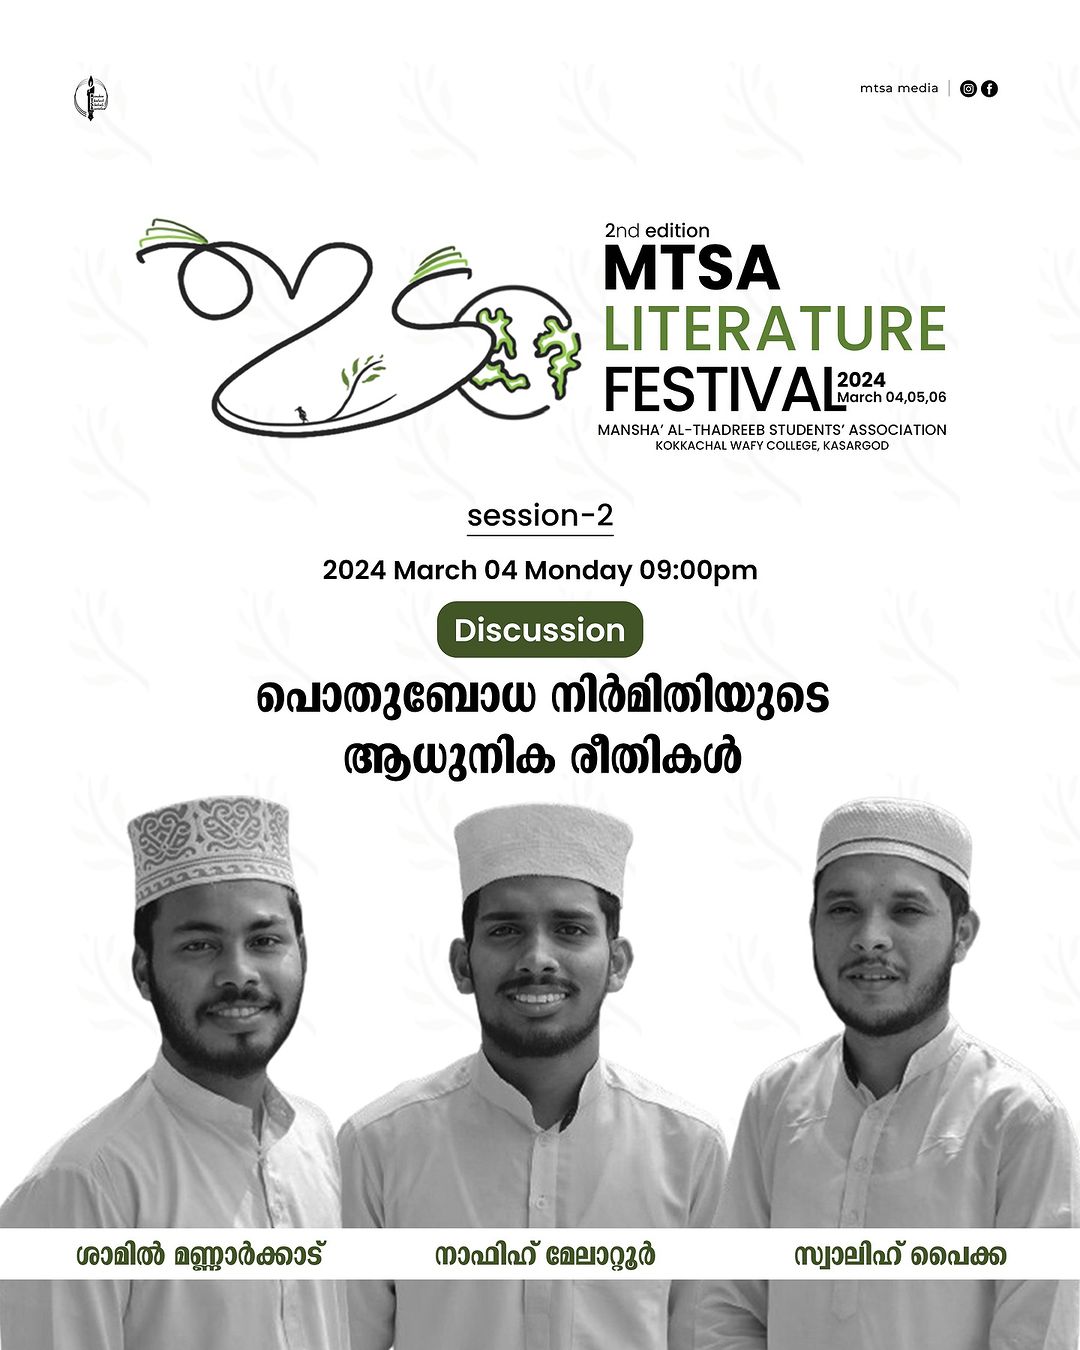 mtsa media
2nd edition
MTSA
LITERATURE
FESTIVAL
2024
March 04,05,06
MANSHA' AL-THADREEB STUDENTS' ASSOCIATION
KOKKACHAL WAFY COLLEGE, KASARGOD
session-2
2024 March 04 Monday 09:00pm
Discussion
പൊതുബോധ നിർമിതിയുടെ
ആധുനിക രീതികൾ
ശാമിൽ മണ്ണാർക്കാട്
നാഫിഹ് മേലാറ്റൂർ
സ്വാലിഹ് പൈക്ക